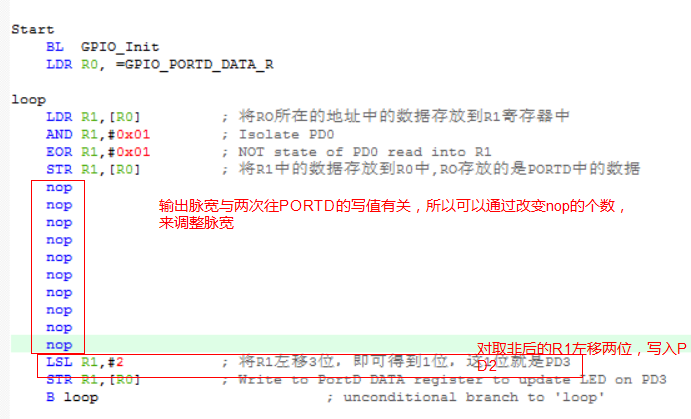 Start
BL GPIO_Init
LDR R0, =GPIO_PORTD_DATA_R
loop
LDR R1,[R0] ; 将RO所在的地址中的数据存放到R1寄存器中
AND R1,#0x01 ; Isolate PD0
EOR R1,#0x01 ; NOT state of PD0 read into R1
STR R1,[R0] ; 将R1中的数据存放到R0中,RO存放的是PORTD中的数据
nop
nop
输出脉宽与两次往PORTD的写值有关，所以可以通过改变nop的个数，
来调整脉宽
nop
nop
nop
nop
nop
nop
nop
nop
对取非后的R1左移两位，写入P
D2
LSL R1,#2 ; 将R1左移3位，即可得到1位，这1位就是PD3
STR R1,[R0] ; Write to PortD DATA register to update LED on PD3
B loop ; unconditional branch to 'loop'